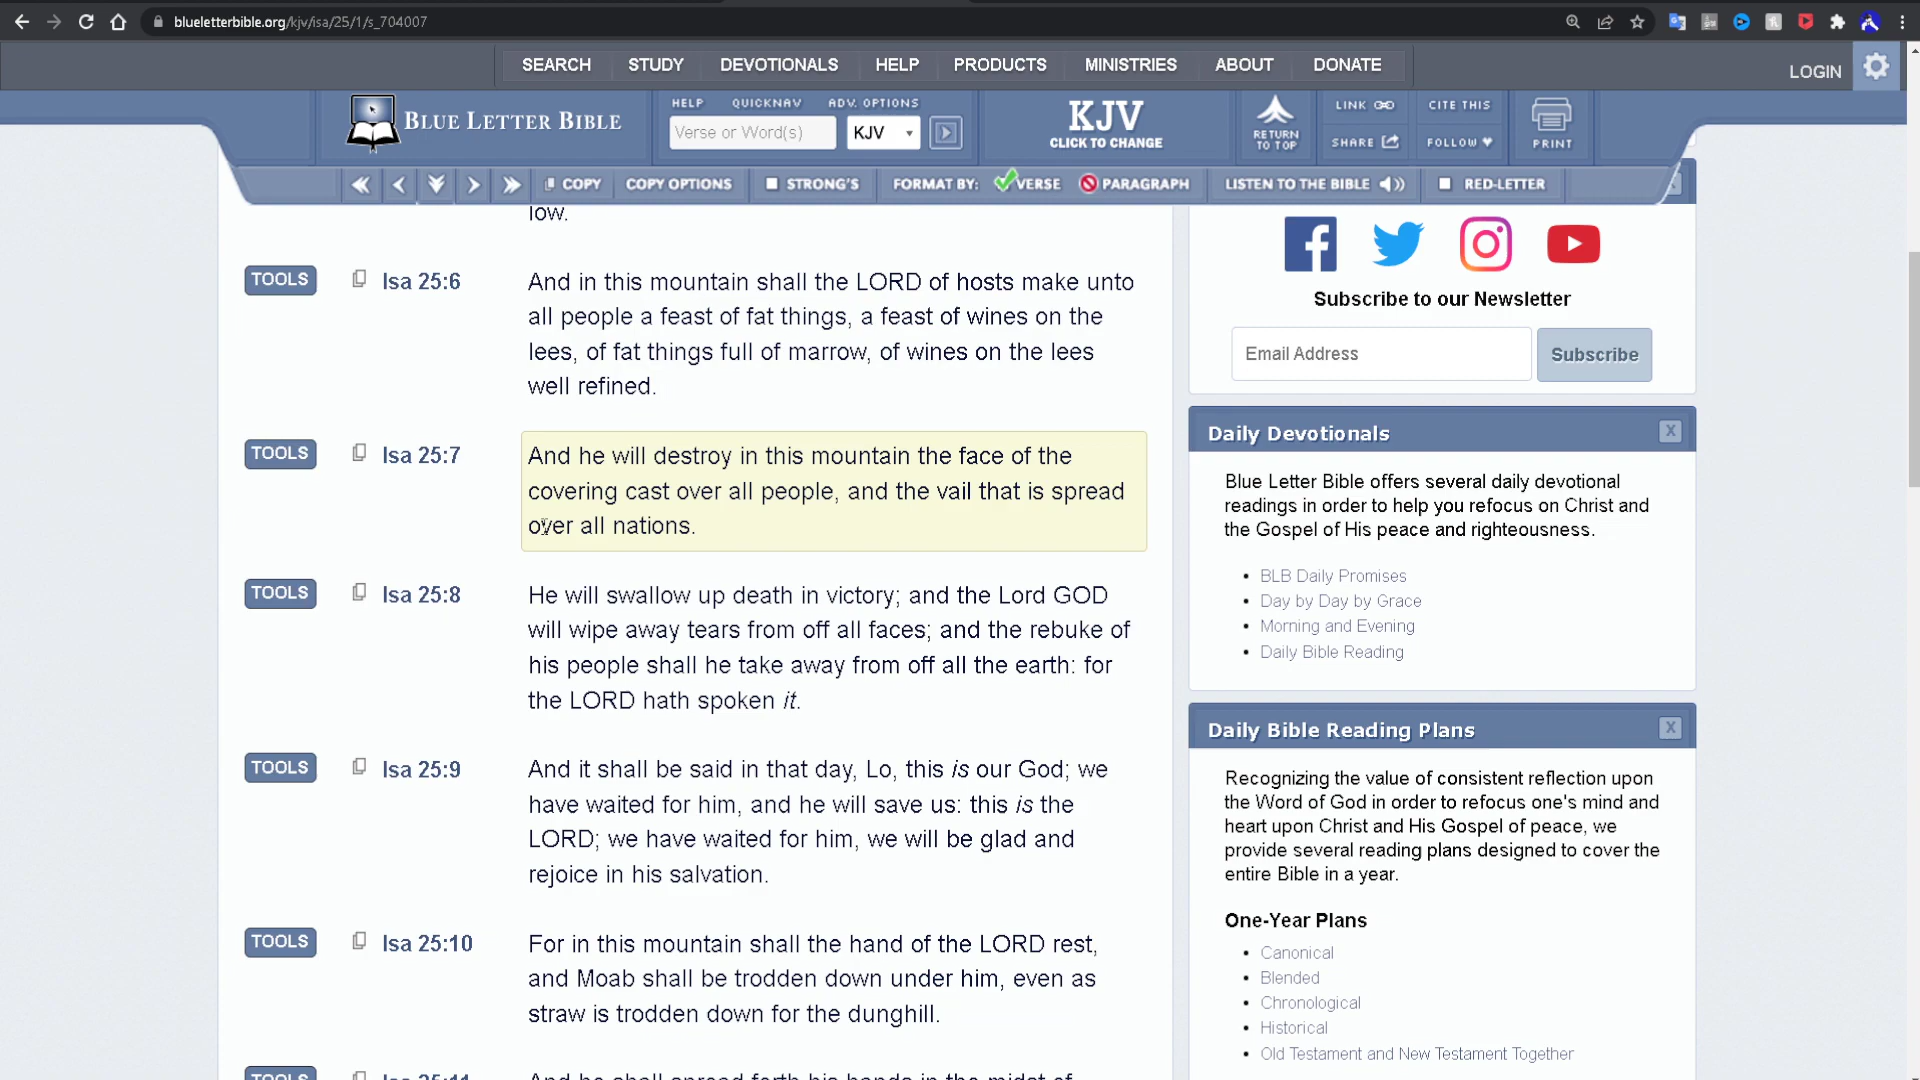 blueletterbible.org/kjv/isa/25/1/s_704007
SEARCH STUDY DEVOTIONALS HELP PRODUCTS MINISTRIES ABOUT DONATE
LOGIN
BLUE LETTER BIBLE
HELP QUICKNAV ADV. OPTIONS
Verse or Word(s) KJV
KJV
CLICK TO CHANGE
RETURN
TO TOP
LINK CITE THIS
SHARE FOLLOW
PRINT
COPY COPY OPTIONS STRONG'S FORMAT BY: VERSE PARAGRAPH LISTEN TO THE BIBLE RED-LETTER
low.
TOOLS Isa 25:6
And in this mountain shall the LORD of hosts make unto
all people a feast of fat things, a feast of wines on the
lees, of fat things full of marrow, of wines on the lees
well refined.
TOOLS Isa 25:7
And he will destroy in this mountain the face of the
covering cast over all people, and the vail that is spread
over all nations.
TOOLS Isa 25:8
He will swallow up death in victory; and the Lord GOD
will wipe away tears from off all faces; and the rebuke of
his people shall he take away from off all the earth: for
the LORD hath spoken it.
TOOLS Isa 25:9
And it shall be said in that day, Lo, this is our God; we
have waited for him, and he will save us: this is the
LORD; we have waited for him, we will be glad and
rejoice in his salvation.
TOOLS Isa 25:10
For in this mountain shall the hand of the LORD rest,
and Moab shall be trodden down under him, even as
straw is trodden down for the dunghill.
TOOLS Isa 25:11
And he shall spread forth his hands in the midst of
Subscribe to our Newsletter
Email Address Subscribe
Daily Devotionals X
Blue Letter Bible offers several daily devotional
readings in order to help you refocus on Christ and
the Gospel of His peace and righteousness.
• BLB Daily Promises
• Day by Day by Grace
• Morning and Evening
• Daily Bible Reading
Daily Bible Reading Plans X
Recognizing the value of consistent reflection upon
the Word of God in order to refocus one's mind and
heart upon Christ and His Gospel of peace, we
provide several reading plans designed to cover the
entire Bible in a year.
One-Year Plans
• Canonical
• Blended
• Chronological
• Historical
• Old Testament and New Testament Together